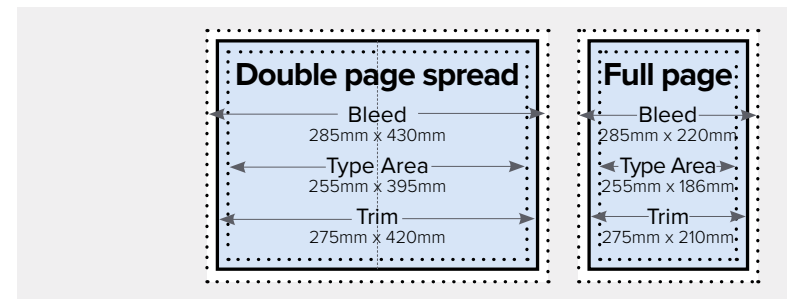 Double page spread
Bleed
285mm x 430mm
Type Area
255mm x 395mm
Trim
275mm x 420mm
Full page
Bleed
285mm x 220mm
Type Area
255mm x 186mm
Trim
275mm x 210mm